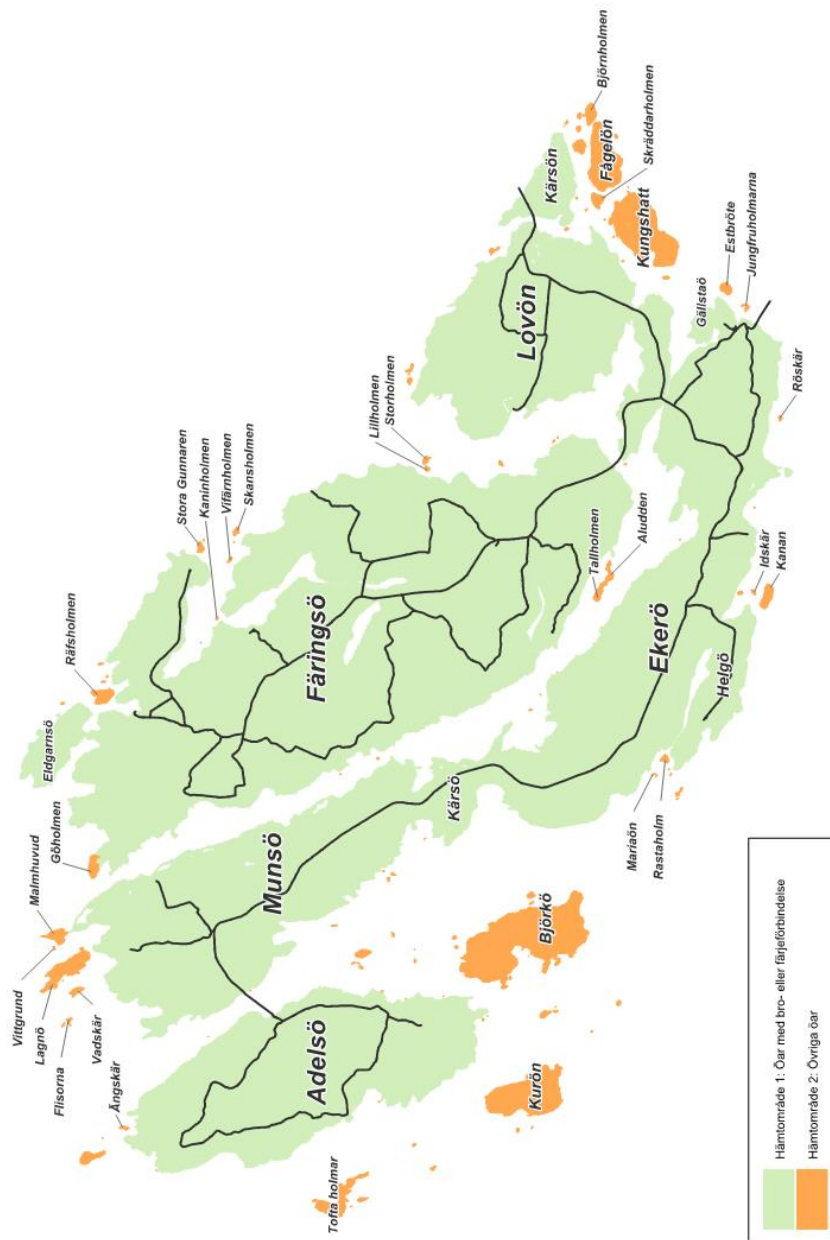 Vittgrund
Eldgarnsö
Malmhuvud
Lagnö
Göholmen
Flisorna
Räfsholmen
Vadskär
Ängskär
Stora Gunnaren
Kaninholmen
Vifärnholmen
Skansholmen
Munsö
Adelsö
Färingsö
Tofta holmar
Lillholmen
Storholmen
Kärsö
Lovön
Kurön
Björkö
Kärsön
Tallholmen
Björnholmen
Fågelön
Mariaön
Aludden
Kungshatt
Skräddarholmen
Ekerö
Rastaholm
Gällstaö
Helgö
Estbröte
Jungfruholmarna
Idskär
Kanan
Röskär
Hämtområde 1: Öar med bro- eller färjeförbindelse
Hämtområde 2: Övriga öar